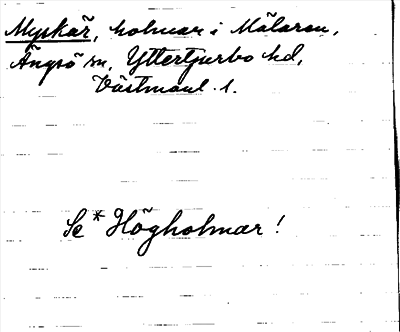 Myskär, holmar i Mälaren,
Ängsö sn, Yttertjurbo hd,
Västmanl. l.
Se *Högholmar!